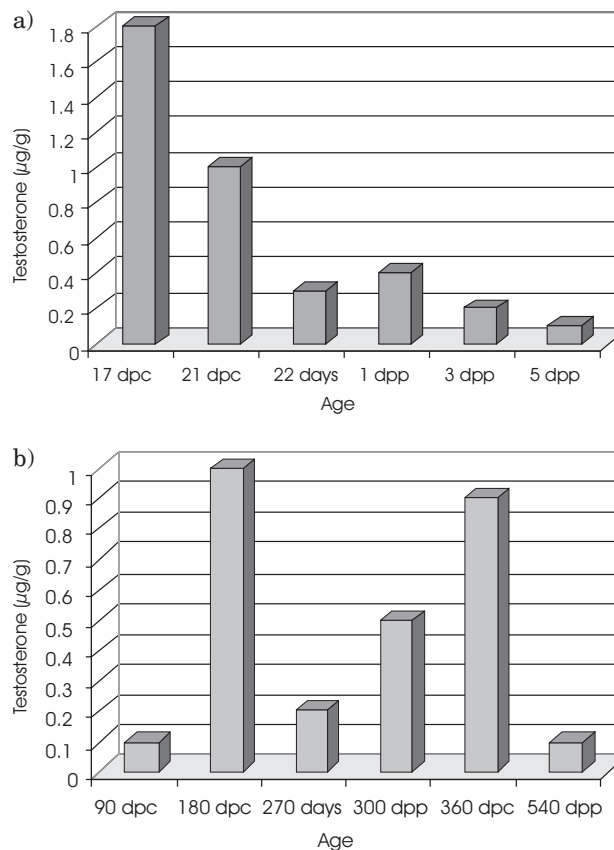 a)
1.8
1.6
1.4
1.2
1
0.8
0.6
0.4
0.2
0
Testosterone (µg/g)
17 dpc 21 dpc 22 days 1 dpp 3 dpp 5 dpp
Age
b)
1
0.9
0.8
0.7
0.6
0.5
0.4
0.3
0.2
0.1
0
Testosterone (µg/g)
90 dpc 180 dpc 270 days 300 dpp 360 dpc 540 dpp
Age